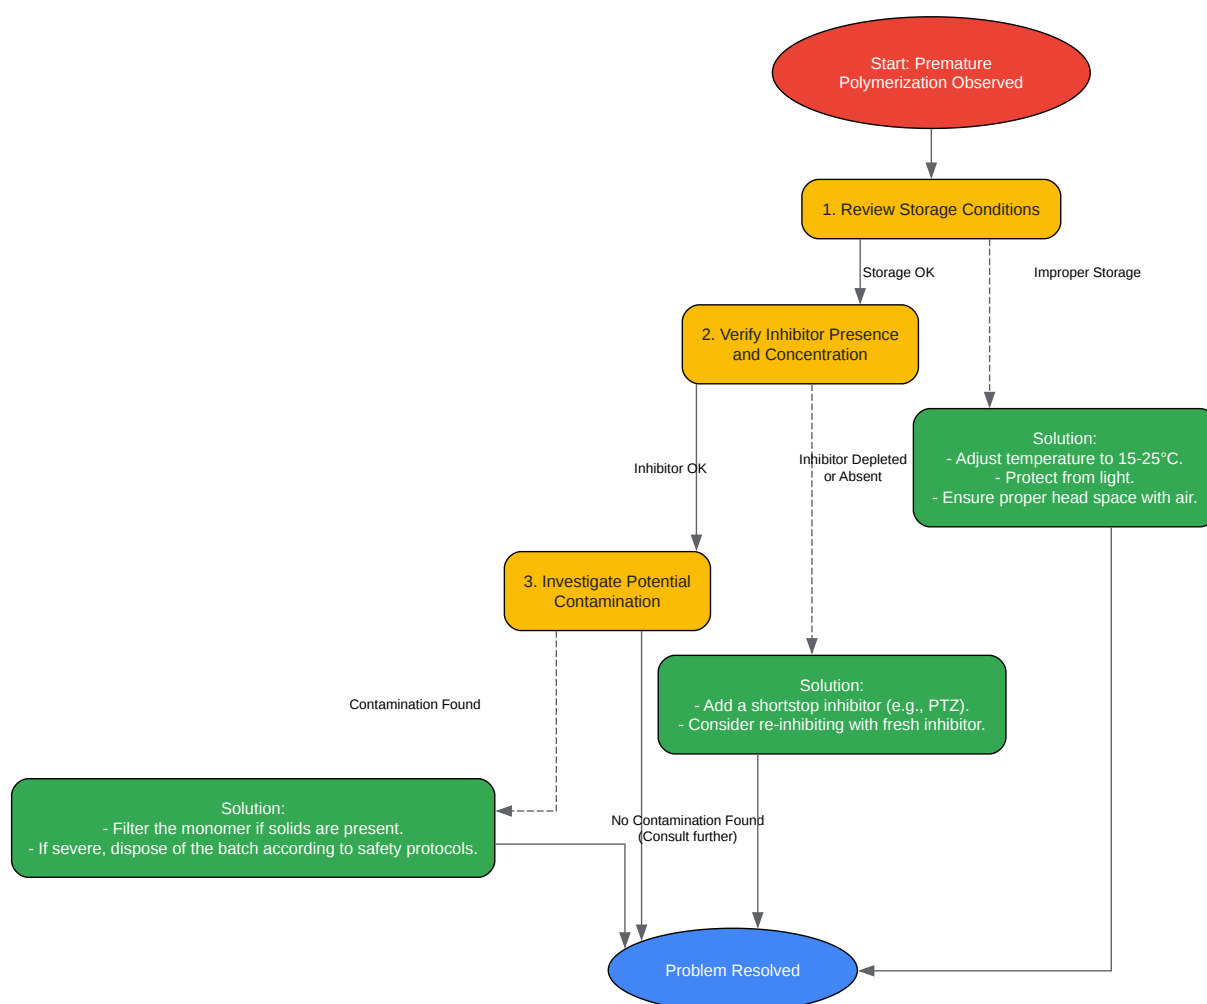 Start: Premature
Polymerization Observed
1. Review Storage Conditions
Storage OK
Improper Storage
2. Verify Inhibitor Presence
and Concentration
Solution:
- Adjust temperature to 15-25°C.
- Protect from light.
- Ensure proper head space with air.
Inhibitor OK
Inhibitor Depleted
or Absent
3. Investigate Potential
Contamination
Solution:
- Add a shortstop inhibitor (e.g., PTZ).
- Consider re-inhibiting with fresh inhibitor.
Contamination Found
Solution:
- Filter the monomer if solids are present.
- If severe, dispose of the batch according to safety protocols.
No Contamination Found
(Consult further)
Problem Resolved